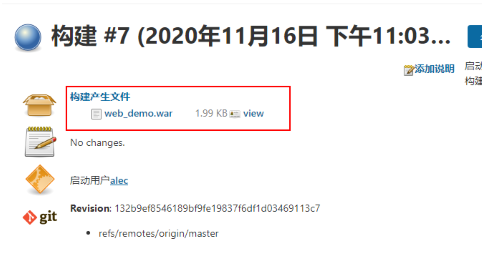 构建 #7 (2020年11月16日 下午11:03...
添加说明
启动
构建
构建产生文件
web_demo.war 1.99 KB view
No changes.
启动用户alec
git
Revision: 132b9ef8546189bf9fe19837f6df1d03469113c7
refs/remotes/origin/master